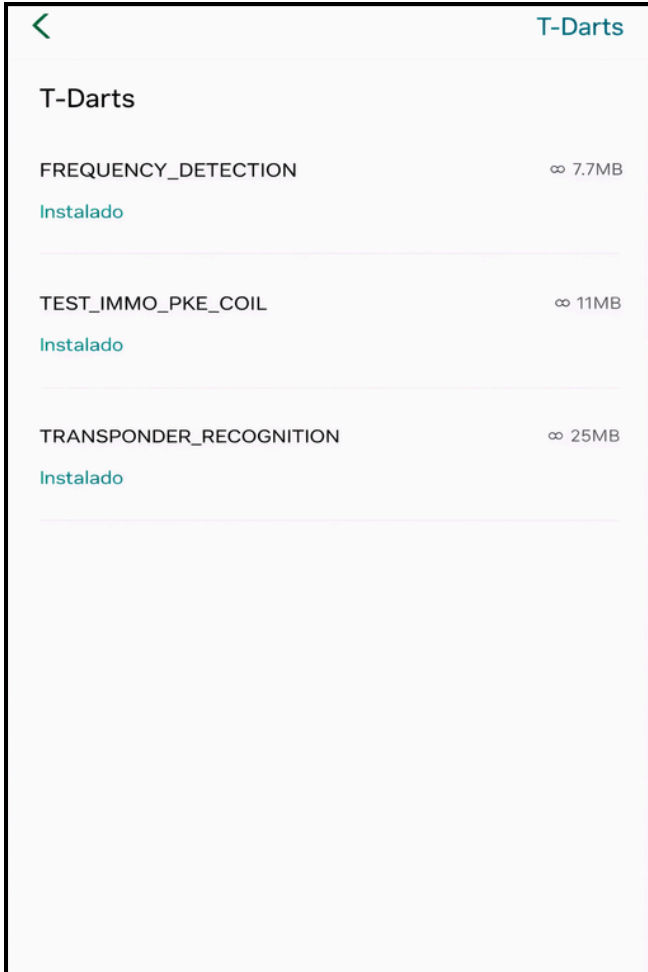 T-Darts
T-Darts
FREQUENCY_DETECTION ∞ 7.7MB
Instalado
TEST_IMMO_PKE_COIL ∞ 11MB
Instalado
TRANSPONDER_RECOGNITION ∞ 25MB
Instalado